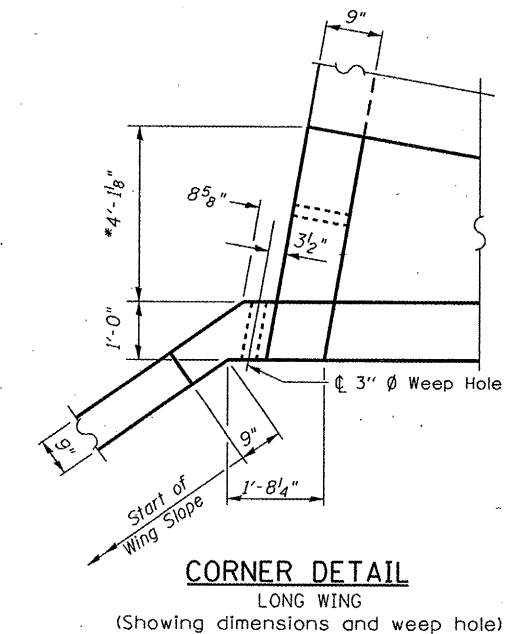 9"
*4'-1⅛"
8⅝"
3½"
1'-0"
℄ 3" Ø Weep Hole
9"
9"
1'-8¼"
Start of
Wing Slope
CORNER DETAIL
LONG WING
(Showing dimensions and weep hole)